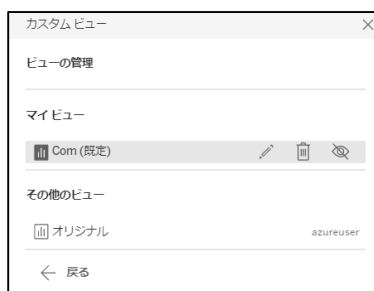 カスタム ビュー
ビューの管理
マイ ビュー
Com (既定)
その他のビュー
オリジナル azureuser
戻る